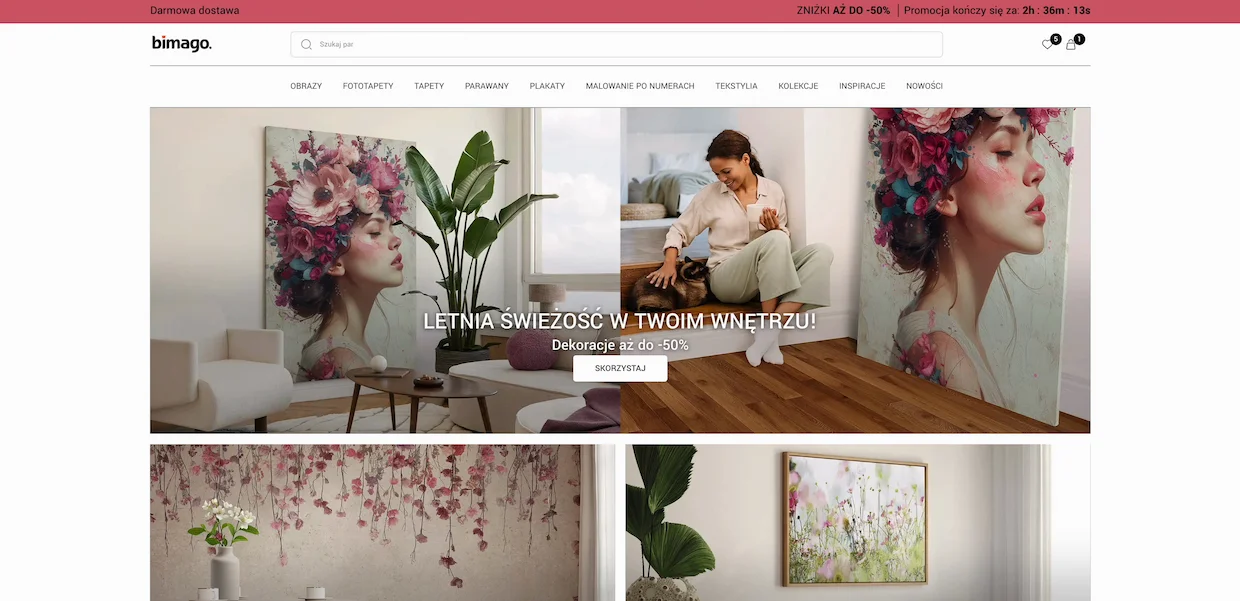 Darmowa dostawa
ZNIŻKI AŻ DO -50% | Promocja kończy się za: 2h : 36m : 13s
bimago.
Szukaj par
5
1
OBRAZY FOTOTAPETY TAPETY PARAWANY PLAKATY MALOWANIE PO NUMERACH TEKSTYLIA KOLEKCJE INSPIRACJE NOWOŚCI
LETNIA ŚWIEŻOŚĆ W TWOIM WNĘTRZU!
Dekoracje aż do -50%
SKORZYSTAJ